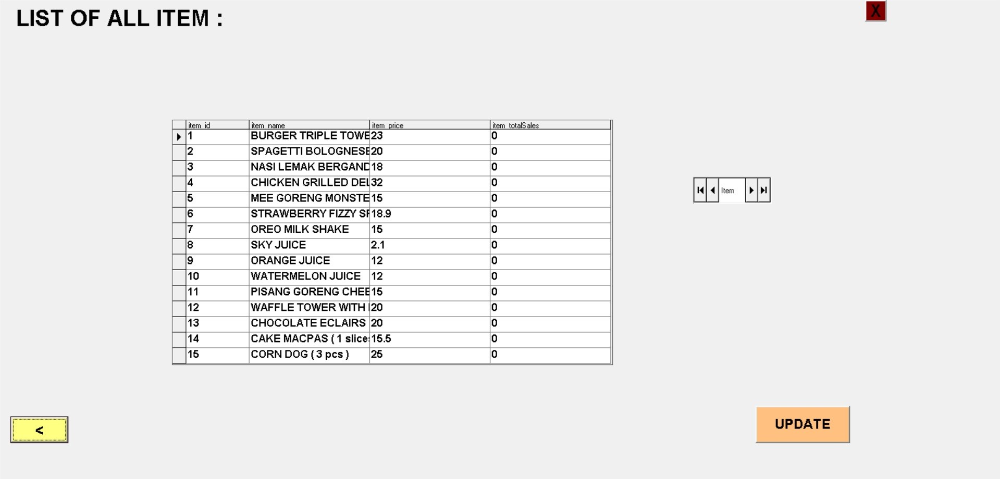 LIST OF ALL ITEM :
X
item_id item_name item_price item_totalSales
1 BURGER TRIPLE TOWE 23 0
2 SPAGETTI BOLOGNESE 20 0
3 NASI LEMAK BERGAND 18 0
4 CHICKEN GRILLED DEL 32 0
5 MEE GORENG MONSTE 15 0
6 STRAWBERRY FIZZY SP 18.9 0
7 OREO MILK SHAKE 15 0
8 SKY JUICE 2.1 0
9 ORANGE JUICE 12 0
10 WATERMELON JUICE 12 0
11 PISANG GORENG CHEE 15 0
12 WAFFLE TOWER WITH 20 0
13 CHOCOLATE ECLAIRS 20 0
14 CAKE MACPAS ( 1 slices 15.5 0
15 CORN DOG ( 3 pcs ) 25 0
Item
<
UPDATE